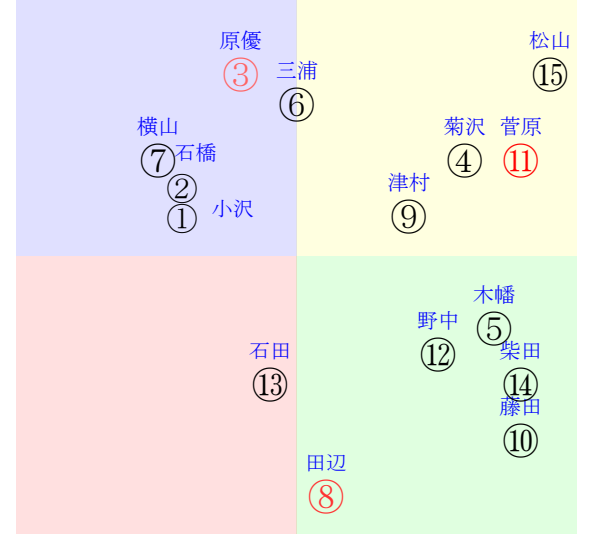 原優
③
松山
⑮
三浦
⑥
横山
⑦
石橋
②
菊沢
④
菅原
⑪
小沢
①
津村
⑨
木幡
⑤
野中
⑫
石田
⑬
柴田
⑭
藤田
⑩
田辺
⑧